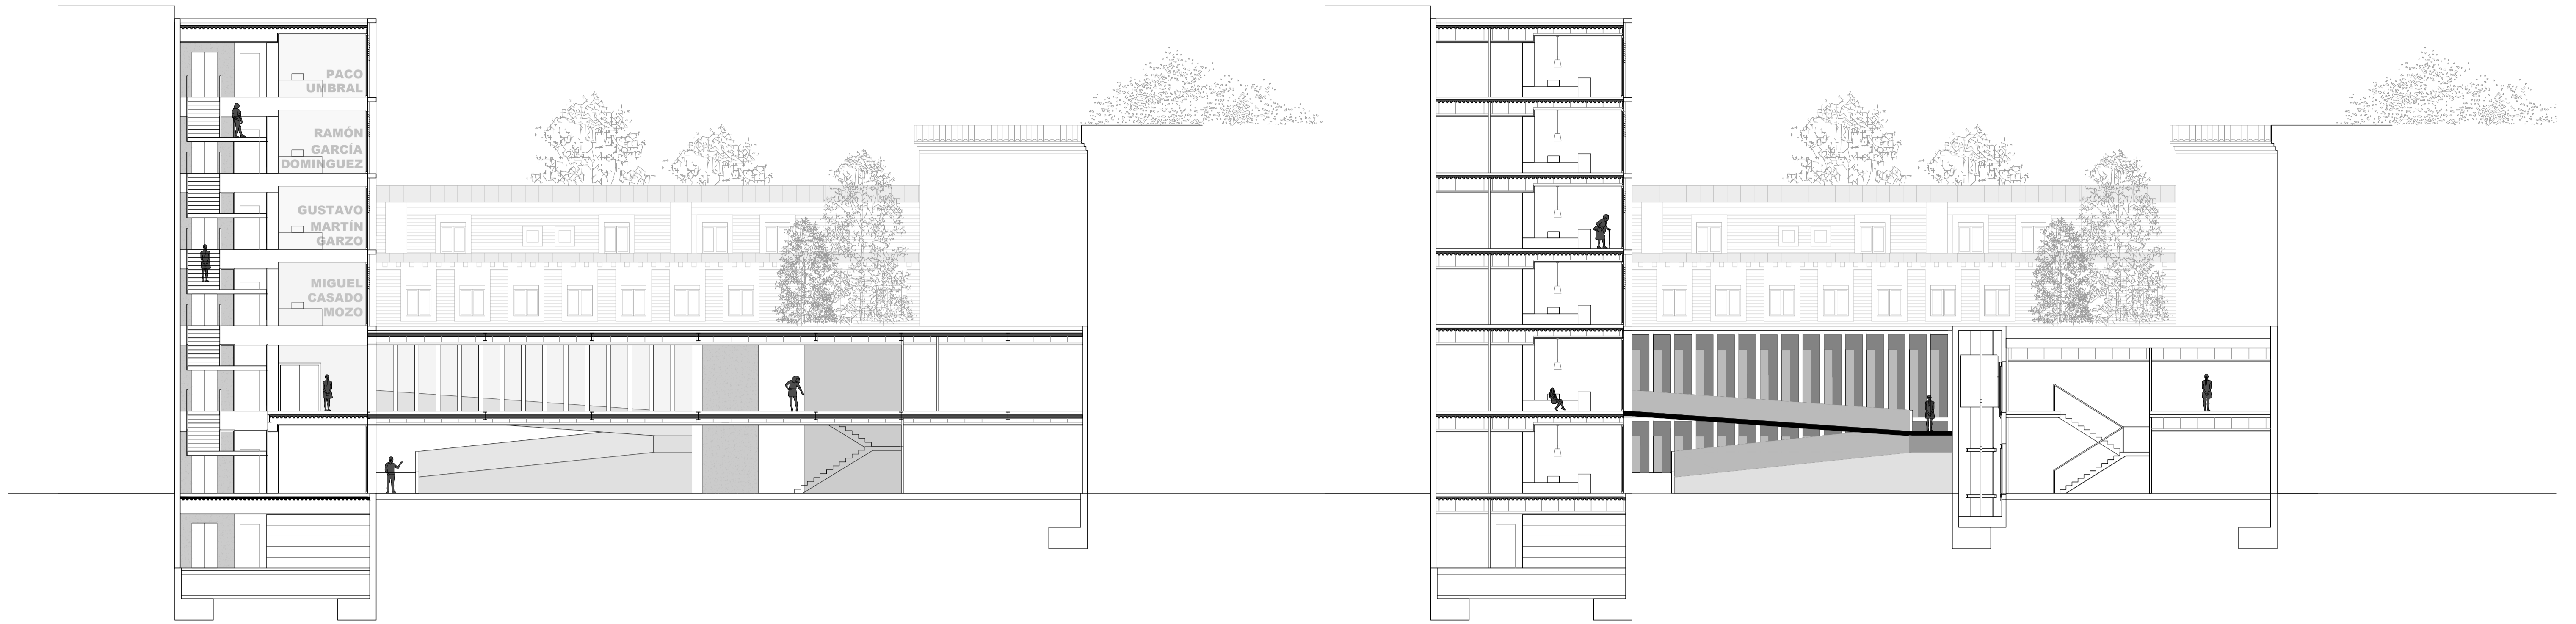 PACO
UMBRAL
RAMÓN
GARCÍA
DOMINGUEZ
GUSTAVO
MARTÍN
GARZO
MIGUEL
CASADO
MOZO